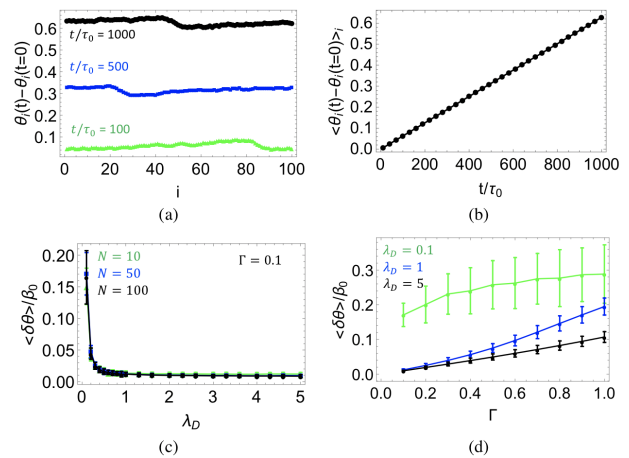 θi(t)−θi(t=0)
0.6
0.5
0.4
0.3
0.2
0.1
t/τ0 = 1000
t/τ0 = 500
t/τ0 = 100
0 20 40 60 80 100
i
(a)
<θi(t)−θi(t=0)>i
0.6
0.5
0.4
0.3
0.2
0.1
0.0
0 200 400 600 800 1000
t/τ0
(b)
<δθ>/β0
0.20
0.15
0.10
0.05
0.00
N = 10
N = 50
N = 100
Γ = 0.1
0 1 2 3 4 5
λD
(c)
<δθ>/β0
0.3
0.2
0.1
0.0
λD = 0.1
λD = 1
λD = 5
0.0 0.2 0.4 0.6 0.8 1.0
Γ
(d)